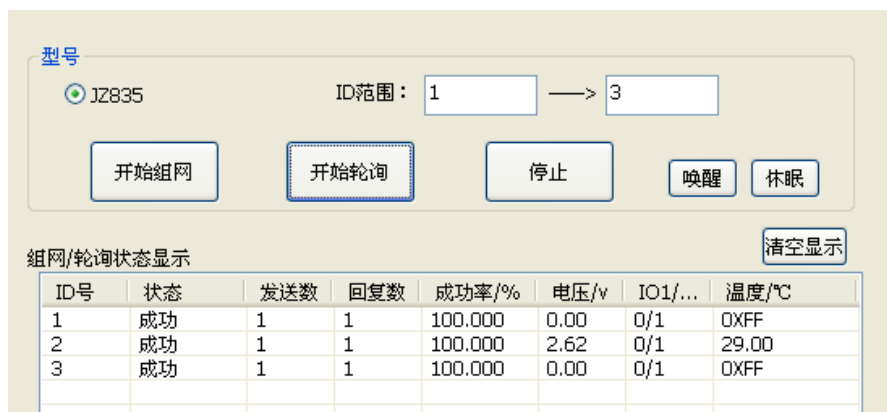 型号
JZ835 ID范围： 1 ——> 3
开始组网 开始轮询 停止 唤醒 休眠
组网/轮询状态显示 清空显示
ID号 状态 发送数 回复数 成功率/% 电压/v IO1/... 温度/℃
1 成功 1 1 100.000 0.00 0/1 0XFF
2 成功 1 1 100.000 2.62 0/1 29.00
3 成功 1 1 100.000 0.00 0/1 0XFF